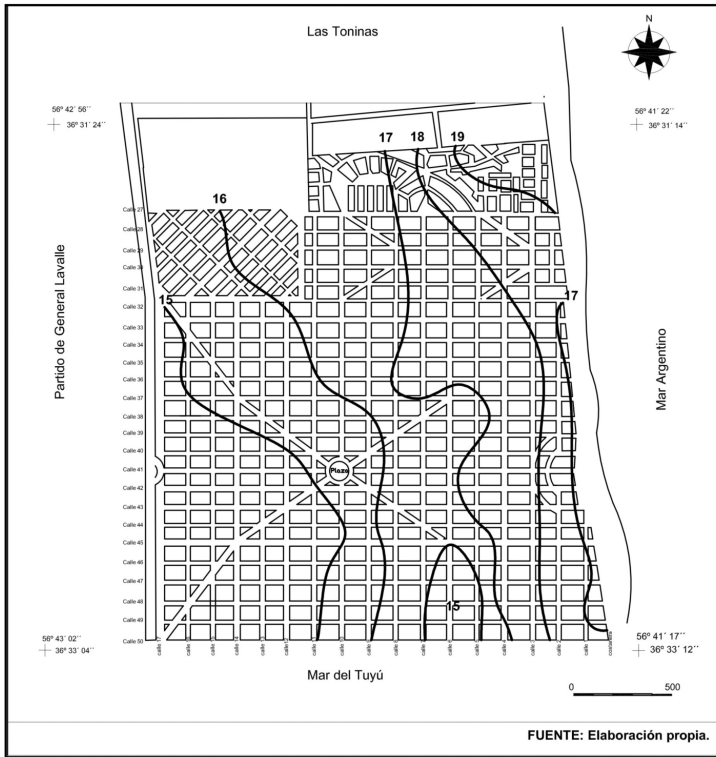 Las Toninas
N
56º 42´ 56´´
36º 31´ 24´´
56º 41´ 22´´
36º 31´ 14´´
17
18
19
16
Calle 27
Calle 28
Calle 29
Calle 30
Calle 31
15
17
Calle 32
Calle 33
Calle 34
Calle 35
Calle 36
Calle 37
Calle 38
Calle 39
Calle 40
Calle 41
Plaza
Calle 42
Calle 43
Calle 44
Calle 45
Calle 46
Calle 47
Calle 48
Calle 49
Calle 50
15
Partido de General Lavalle
Mar Argentino
56º 43´ 02´´
36º 33´ 04´´
56º 41´ 17´´
36º 33´ 12´´
calle 17
costanera
Mar del Tuyú
0 500
FUENTE: Elaboración propia.